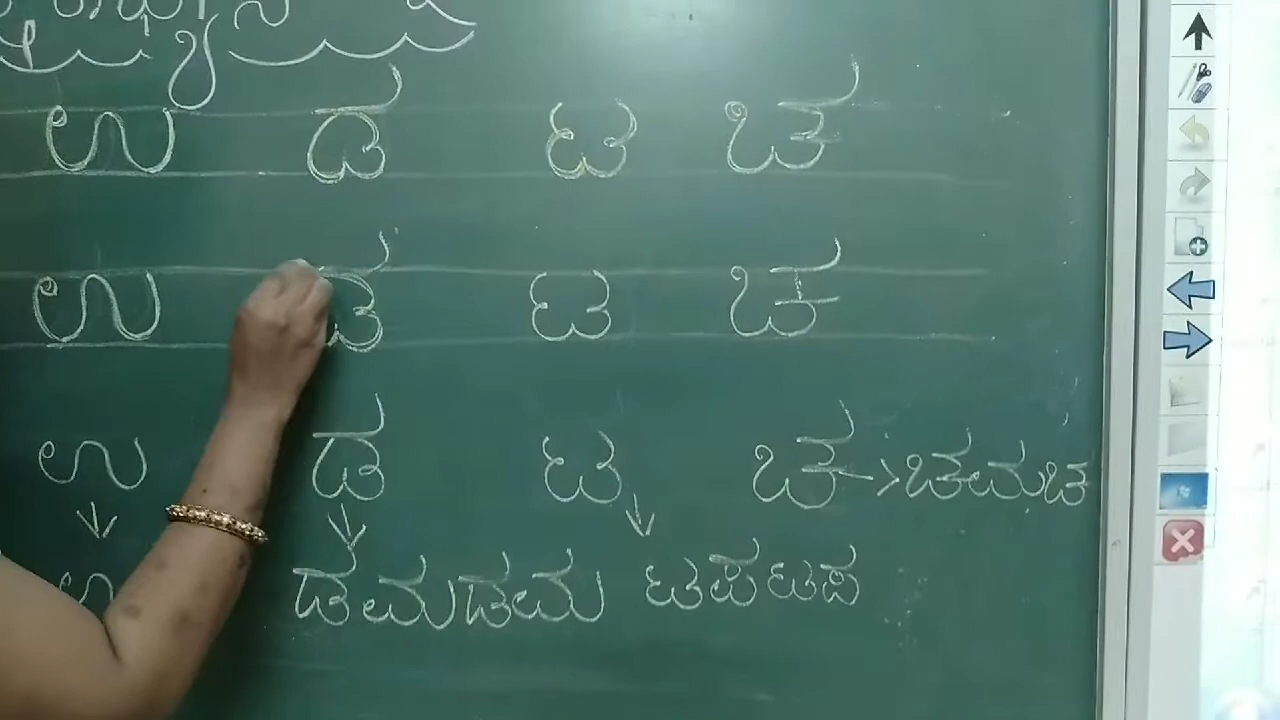 ಉ ಡ ಟ ಚ
ಉ ಡ ಟ ಚ
ಉ ಡ ಟ ಚ -> ಚಮಚ
ಡಮಡಮ ಟಪಟಪ